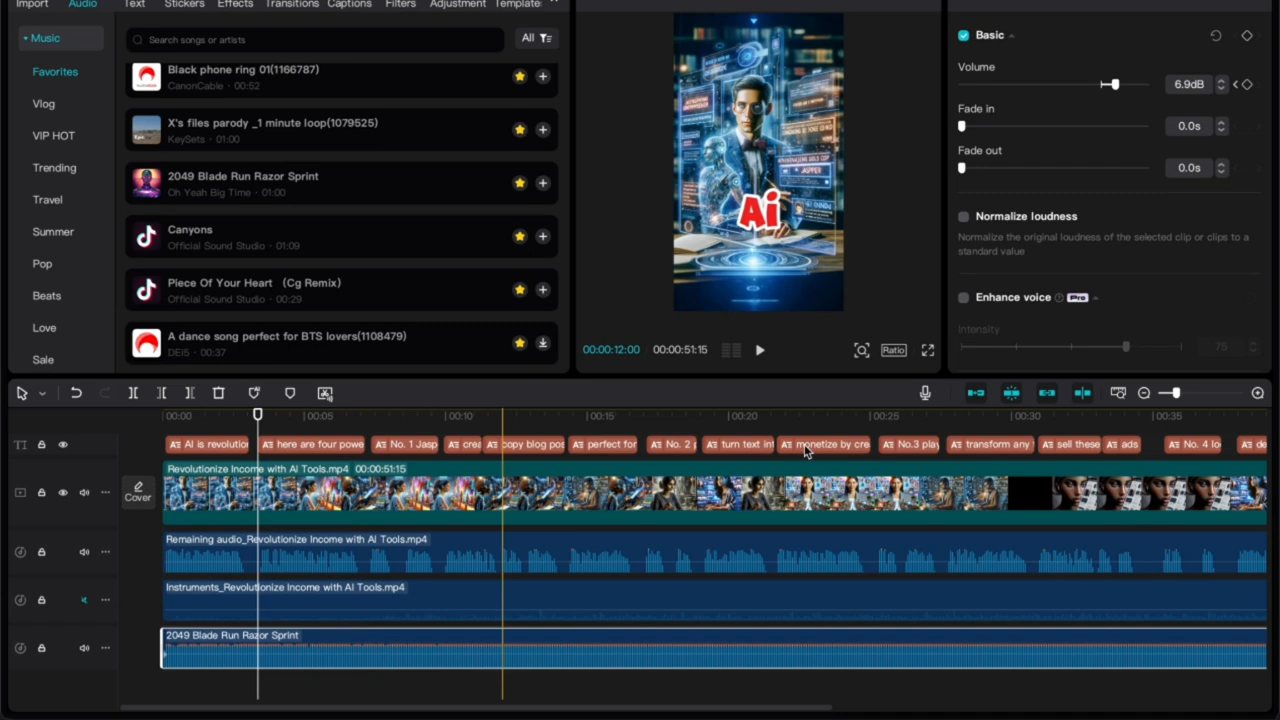 Import Audio Text Stickers Effects Transitions Captions Filters Adjustment Template
Music
Favorites
Vlog
VIP HOT
Trending
Travel
Summer
Pop
Beats
Love
Sale
Search songs or artists
All
Black phone ring 01(1166787)
CanonCable · 00:52
X's files parody _1 minute loop(1079525)
KeySets · 01:00
2049 Blade Run Razor Sprint
Oh Yeah Big Time · 01:00
Canyons
Official Sound Studio · 01:09
Piece Of Your Heart （Cg Remix）
Official Sound Studio · 00:29
A dance song perfect for BTS lovers(1108479)
DEI5 · 00:37
Ai
00:00:12:00 00:00:51:15
Ratio
Basic
Volume
6.9dB
Fade in
0.0s
Fade out
0.0s
Normalize loudness
Normalize the original loudness of the selected clip or clips to a
standard value
Enhance voice Pro
Intensity
75
00:00 00:05 00:10 00:15 00:20 00:25 00:30 00:35
AI is revolution here are four powe No. 1 Jasp crea copy blog pos perfect for No. 2 p turn text int monetize by cre No.3 play transform any sell these ads No. 4 lo de
Cover
Revolutionize Income with AI Tools.mp4 00:00:51:15
Remaining audio_Revolutionize Income with AI Tools.mp4
Instruments_Revolutionize Income with AI Tools.mp4
2049 Blade Run Razor Sprint